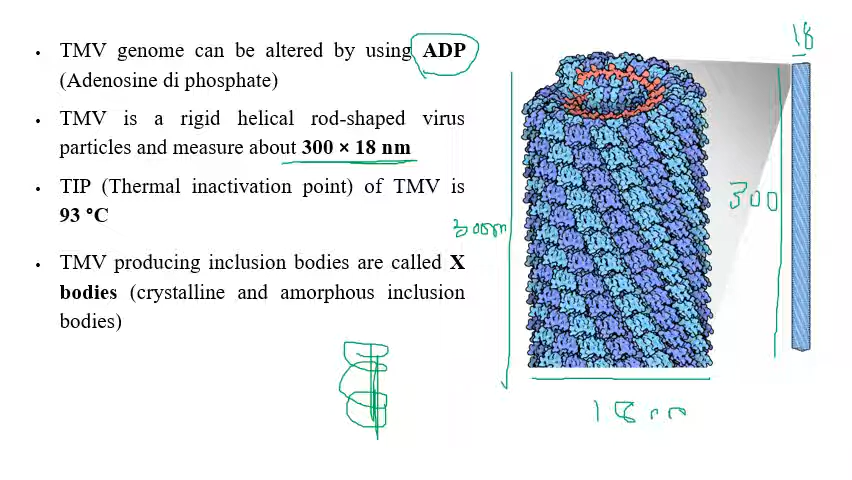 • TMV genome can be altered by using ADP
(Adenosine di phosphate)
• TMV is a rigid helical rod-shaped virus
particles and measure about 300 × 18 nm
• TIP (Thermal inactivation point) of TMV is
93 °C
• TMV producing inclusion bodies are called X
bodies (crystalline and amorphous inclusion
bodies)
18
300
300nm
18 nm